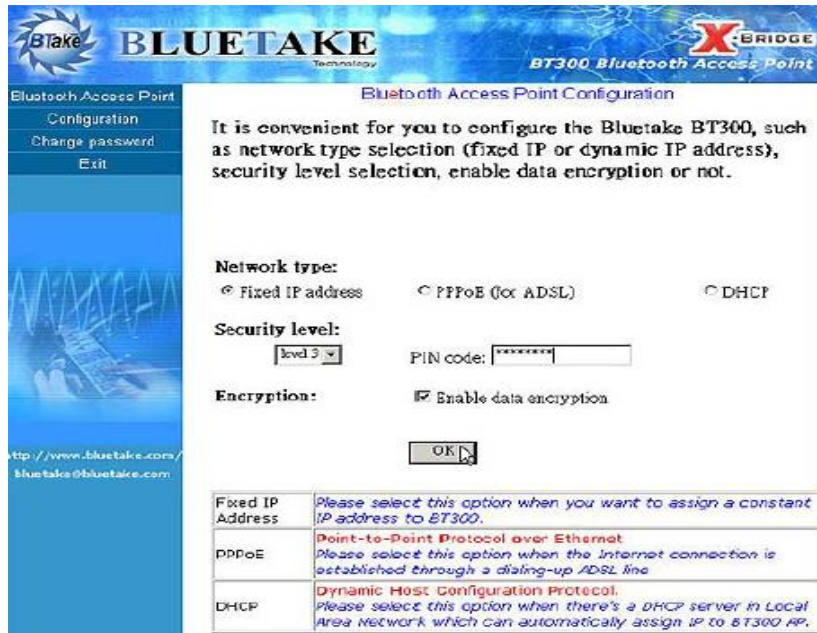 BTake
BLUETAKE
Technology
X-BRIDGE
BT300 Bluetooth Access Point
Bluetooth Access Point
Configuration
Change password
Exit
http://www.bluetake.com/
bluetake@bluetake.com
Bluetooth Access Point Configuration
It is convenient for you to configure the Bluetake BT300, such
as network type selection (fixed IP or dynamic IP address),
security level selection, enable data encryption or not.
Network type:
Fixed IP address PPPoE (for ADSL) DHCP
Security level:
level 3 PIN code: ********
Encryption: Enable data encryption
OK
Fixed IP Address
Please select this option when you want to assign a constant
IP address to BT300.
PPPoE
Point-to-Point Protocol over Ethernet
Please select this option when the Internet connection is
established through a dialing-up ADSL line
DHCP
Dynamic Host Configuration Protocol.
Please select this option when there's a DHCP server in Local
Area Network which can automatically assign IP to BT300 AP.